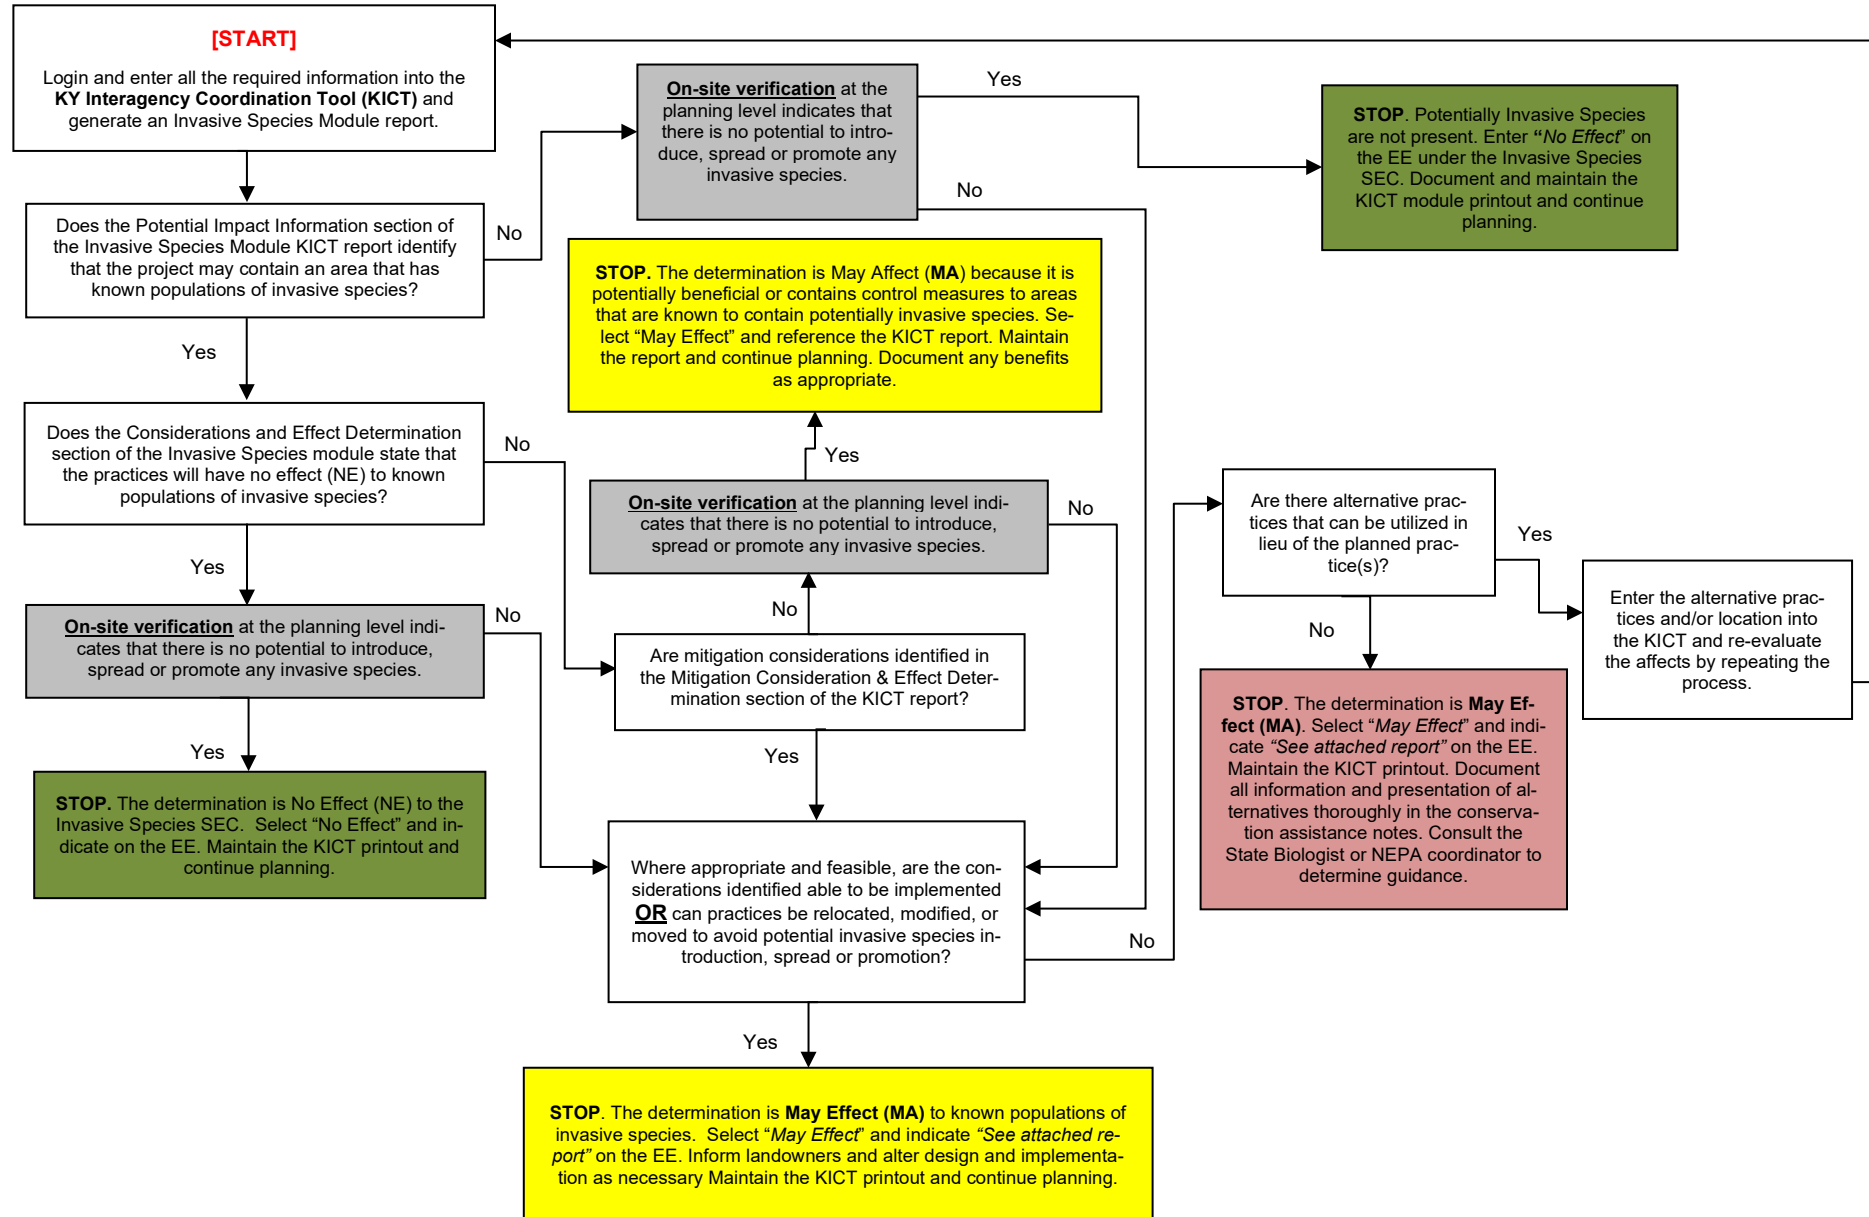 [START]
Login and enter all the required information into the
KY Interagency Coordination Tool (KICT) and
generate an Invasive Species Module report.
Does the Potential Impact Information section of
the Invasive Species Module KICT report identify
that the project may contain an area that has
known populations of invasive species?
No
Yes
On-site verification at the
planning level indicates that
there is no potential to intro-
duce, spread or promote any
invasive species.
Yes
No
STOP. Potentially Invasive Species
are not present. Enter “No Effect” on
the EE under the Invasive Species
SEC. Document and maintain the
KICT module printout and continue
planning.
STOP. The determination is May Affect (MA) because it is
potentially beneficial or contains control measures to areas
that are known to contain potentially invasive species. Se-
lect “May Effect” and reference the KICT report. Maintain
the report and continue planning. Document any benefits
as appropriate.
Does the Considerations and Effect Determination
section of the Invasive Species module state that
the practices will have no effect (NE) to known
populations of invasive species?
No
Yes
Yes
On-site verification at the planning level indi-
cates that there is no potential to introduce,
spread or promote any invasive species.
No
No
On-site verification at the planning level indi-
cates that there is no potential to introduce,
spread or promote any invasive species.
No
Yes
Are mitigation considerations identified in
the Mitigation Consideration & Effect Deter-
mination section of the KICT report?
Yes
STOP. The determination is No Effect (NE) to the
Invasive Species SEC.  Select “No Effect” and in-
dicate on the EE. Maintain the KICT printout and
continue planning.
Where appropriate and feasible, are the con-
siderations identified able to be implemented
OR can practices be relocated, modified, or
moved to avoid potential invasive species in-
troduction, spread or promotion?
No
Yes
Are there alternative prac-
tices that can be utilized in
lieu of the planned prac-
tice(s)?
Yes
No
Enter the alternative prac-
tices and/or location into
the KICT and re-evaluate
the affects by repeating the
process.
STOP. The determination is May Ef-
fect (MA). Select “May Effect” and indi-
cate “See attached report” on the EE.
Maintain the KICT printout. Document
all information and presentation of al-
ternatives thoroughly in the conserva-
tion assistance notes. Consult the
State Biologist or NEPA coordinator to
determine guidance.
STOP. The determination is May Effect (MA) to known populations of
invasive species.  Select “May Effect” and indicate “See attached re-
port” on the EE. Inform landowners and alter design and implementa-
tion as necessary Maintain the KICT printout and continue planning.